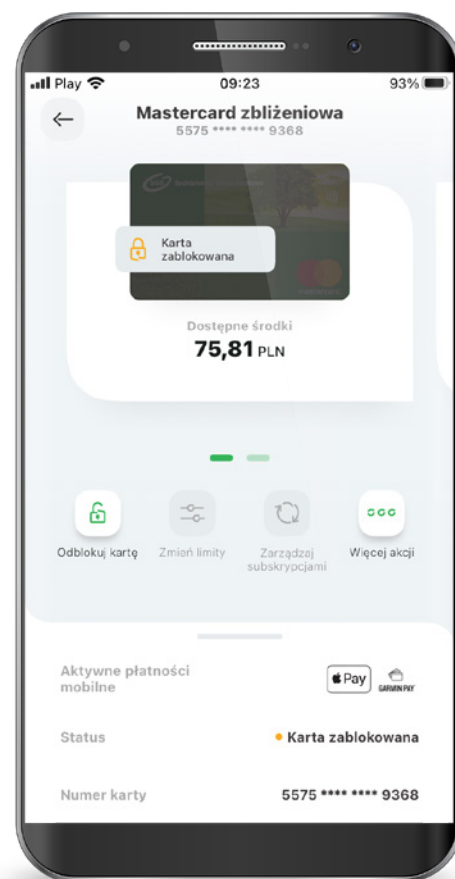 Play
09:23
93%
Mastercard zbliżeniowa
5575 **** **** 9368
Karta
zablokowana
Dostępne środki
75,81 PLN
Odblokuj kartę
Zmień limity
Zarządzaj
subskrypcjami
Więcej akcji
Aktywne płatności
mobilne
Pay
GARMIN PAY
Status
Karta zablokowana
Numer karty
5575 **** **** 9368